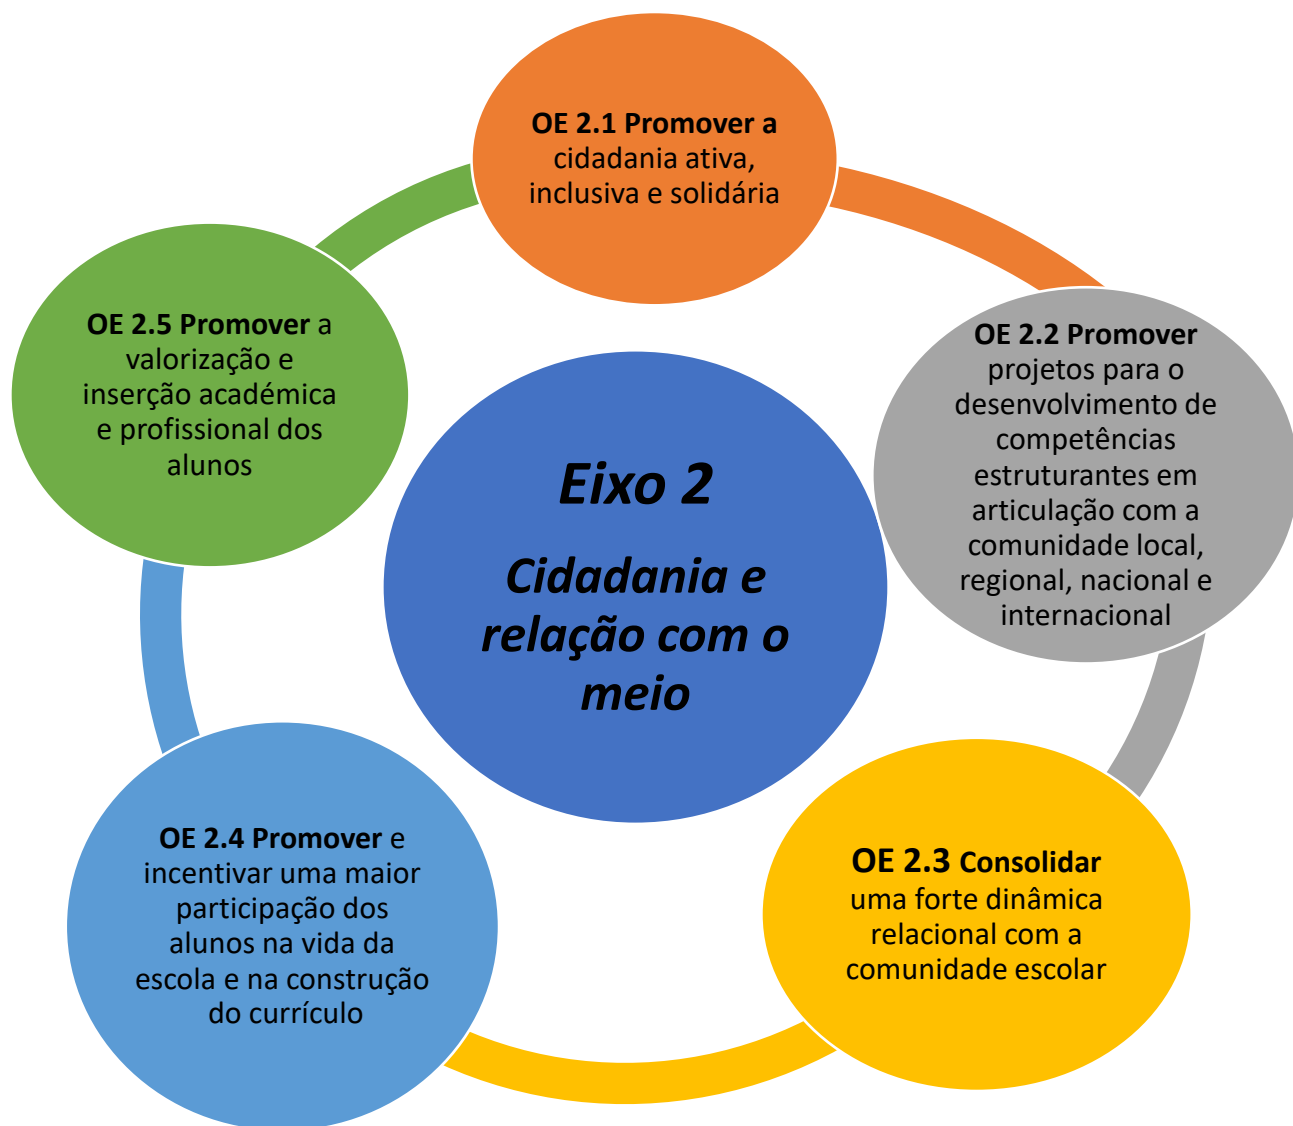 OE 2.1 Promover a
cidadania ativa,
inclusiva e solidária
OE 2.2 Promover
projetos para o
desenvolvimento de
competências
estruturantes em
articulação com a
comunidade local,
regional, nacional e
internacional
OE 2.3 Consolidar
uma forte dinâmica
relacional com a
comunidade escolar
OE 2.4 Promover e
incentivar uma maior
participação dos
alunos na vida da
escola e na construção
do currículo
OE 2.5 Promover a
valorização e
inserção académica
e profissional dos
alunos
Eixo 2
Cidadania e
relação com o
meio